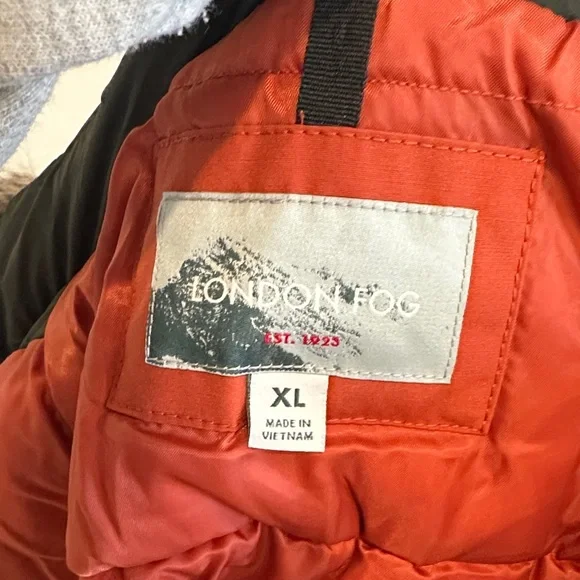 LONDON FOG
EST. 1923
XL
MADE IN
VIETNAM